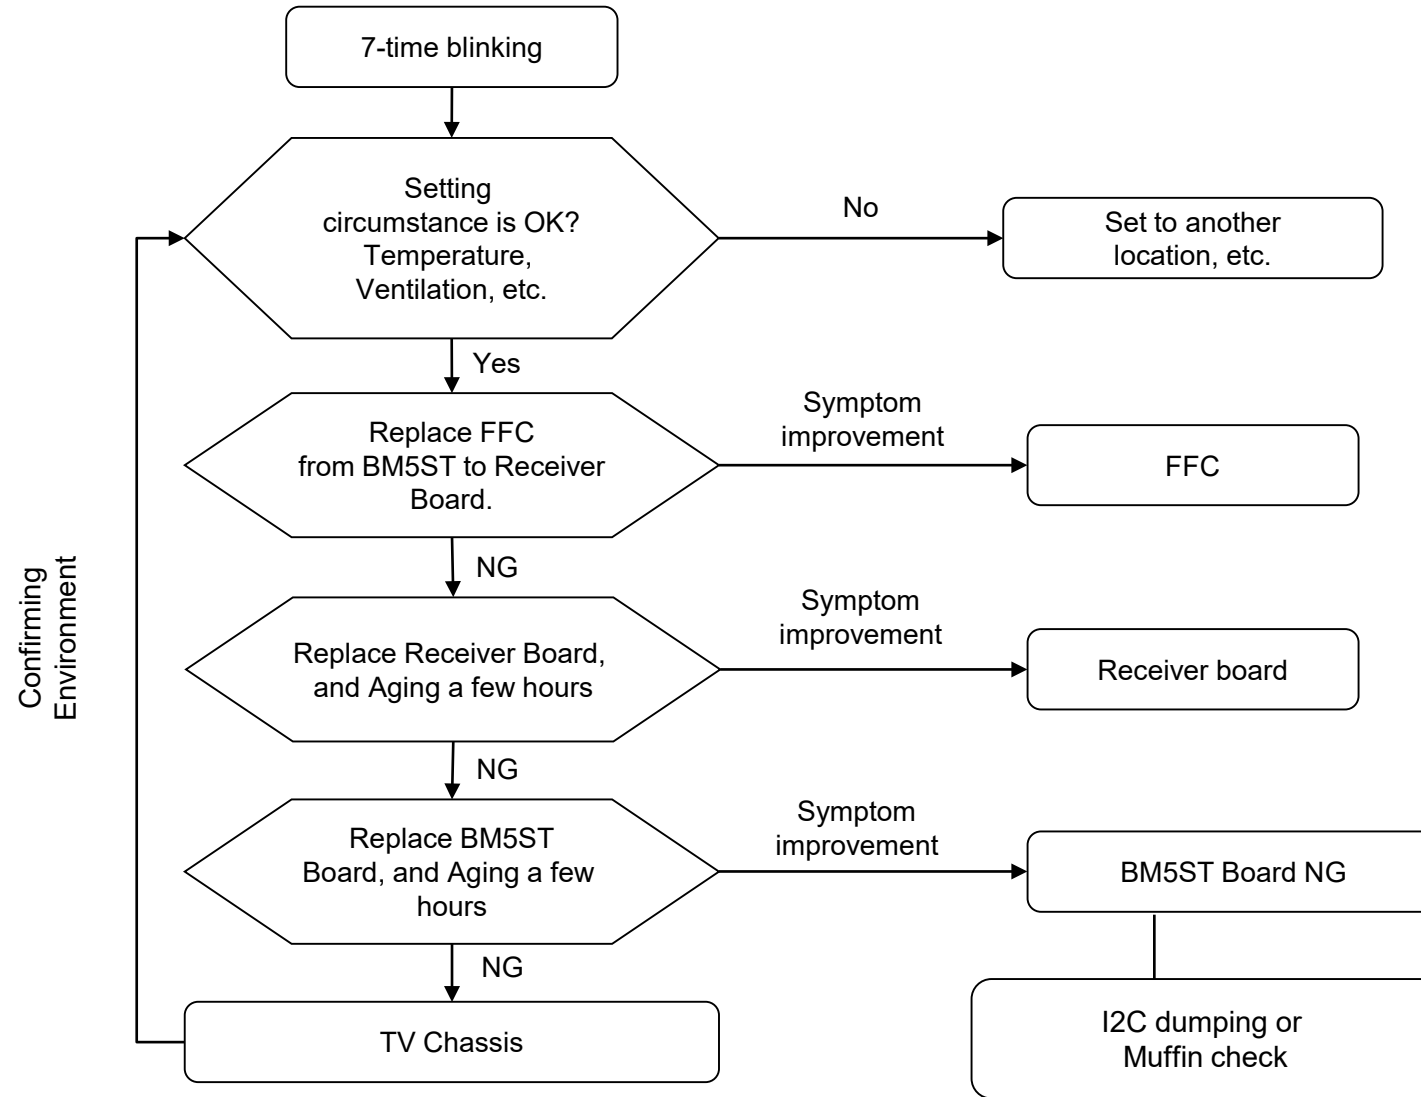 7-time blinking
Setting
circumstance is OK?
Temperature,
Ventilation, etc.
No
Set to another
location, etc.
Yes
Replace FFC
from BM5ST to Receiver
Board.
Symptom
improvement
FFC
NG
Replace Receiver Board,
and Aging a few hours
Symptom
improvement
Receiver board
NG
Replace BM5ST
Board, and Aging a few
hours
Symptom
improvement
BM5ST Board NG
NG
TV Chassis
I2C dumping or
Muffin check
Confirming
Environment